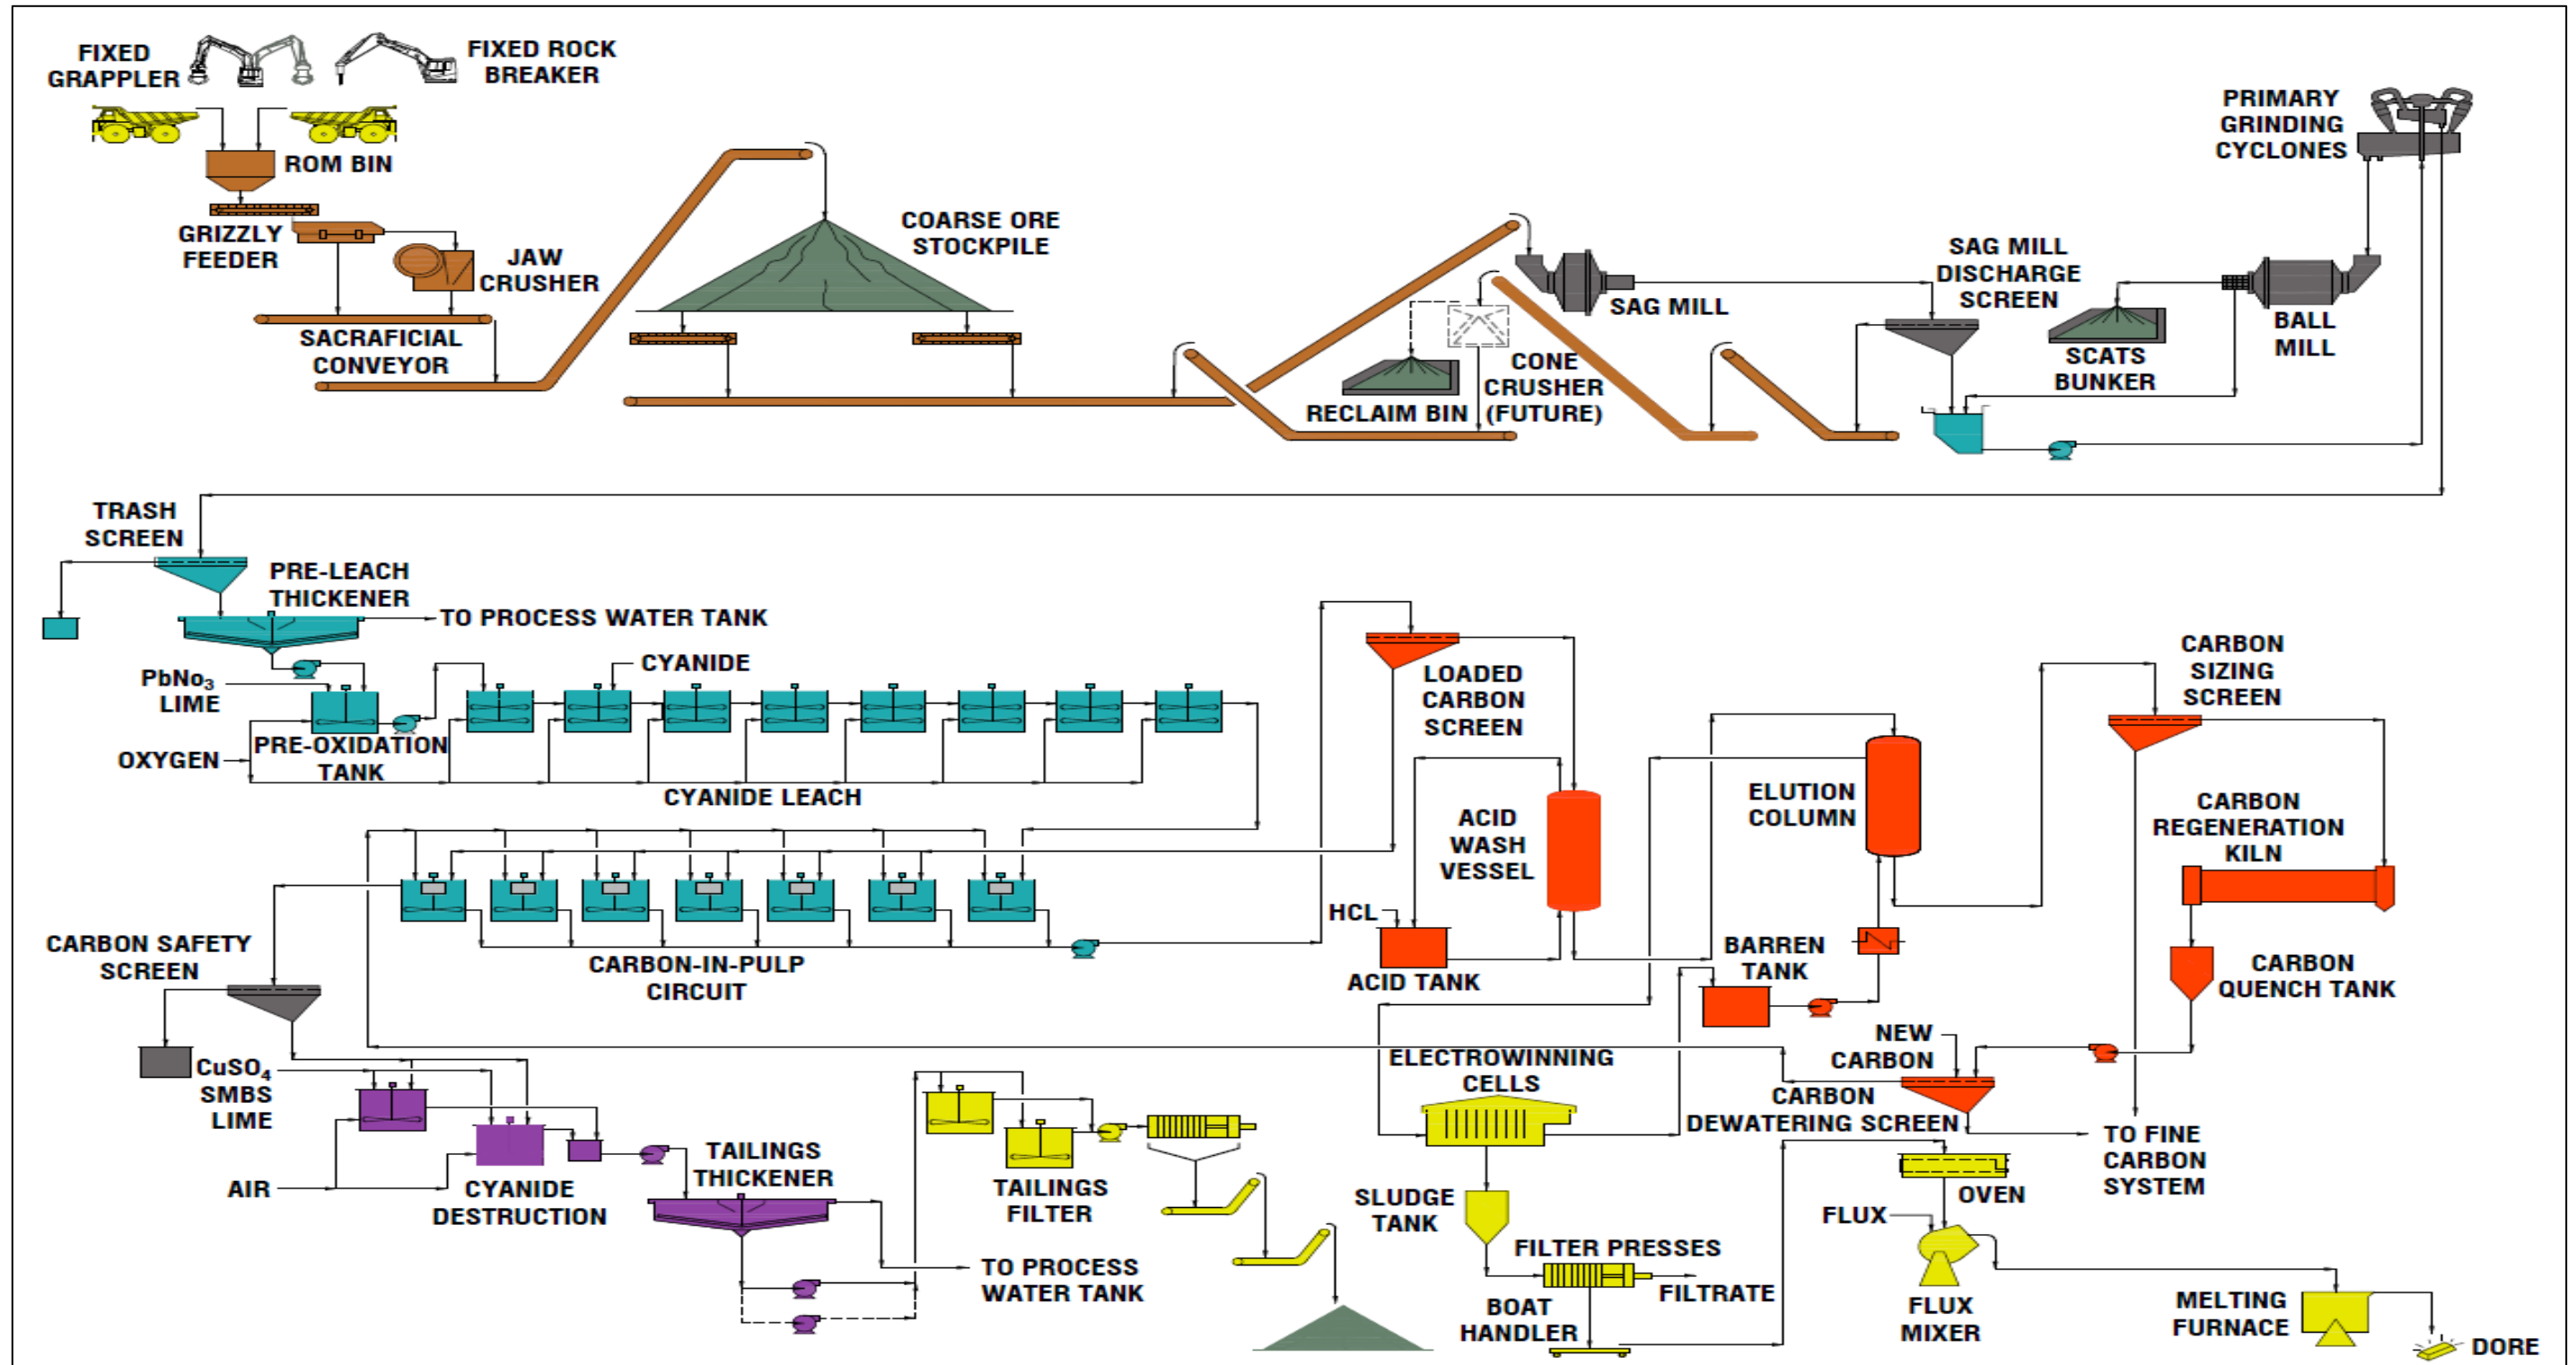 FIXED
GRAPPLER
FIXED ROCK
BREAKER
ROM BIN
GRIZZLY
FEEDER
JAW
CRUSHER
SACRAFICIAL
CONVEYOR
COARSE ORE
STOCKPILE
RECLAIM BIN
CONE
CRUSHER
(FUTURE)
SAG MILL
SAG MILL
DISCHARGE
SCREEN
PRIMARY
GRINDING
CYCLONES
SCATS
BUNKER
BALL
MILL
TRASH
SCREEN
PRE-LEACH
THICKENER
TO PROCESS WATER TANK
PbNo₃
LIME
OXYGEN
PRE-OXIDATION
TANK
CYANIDE
CYANIDE LEACH
CARBON-IN-PULP
CIRCUIT
CARBON SAFETY
SCREEN
LOADED
CARBON
SCREEN
ACID
WASH
VESSEL
HCL
ACID TANK
ELUTION
COLUMN
BARREN
TANK
CARBON
SIZING
SCREEN
CARBON
REGENERATION
KILN
CARBON
QUENCH TANK
NEW
CARBON
CARBON
DEWATERING SCREEN
TO FINE
CARBON
SYSTEM
CuSO₄
SMBS
LIME
AIR
CYANIDE
DESTRUCTION
TAILINGS
THICKENER
TO PROCESS
WATER TANK
TAILINGS
FILTER
ELECTROWINNING
CELLS
SLUDGE
TANK
FILTER PRESSES
FILTRATE
BOAT
HANDLER
OVEN
FLUX
FLUX
MIXER
MELTING
FURNACE
DORE